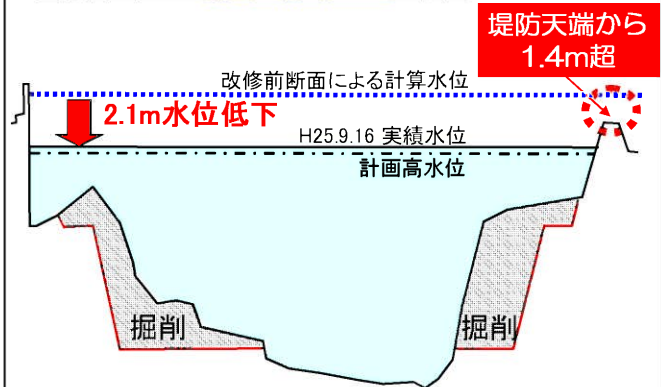 堤防天端から
1.4m超
改修前断面による計算水位
2.1m水位低下
H25.9.16 実績水位
計画高水位
掘削
掘削